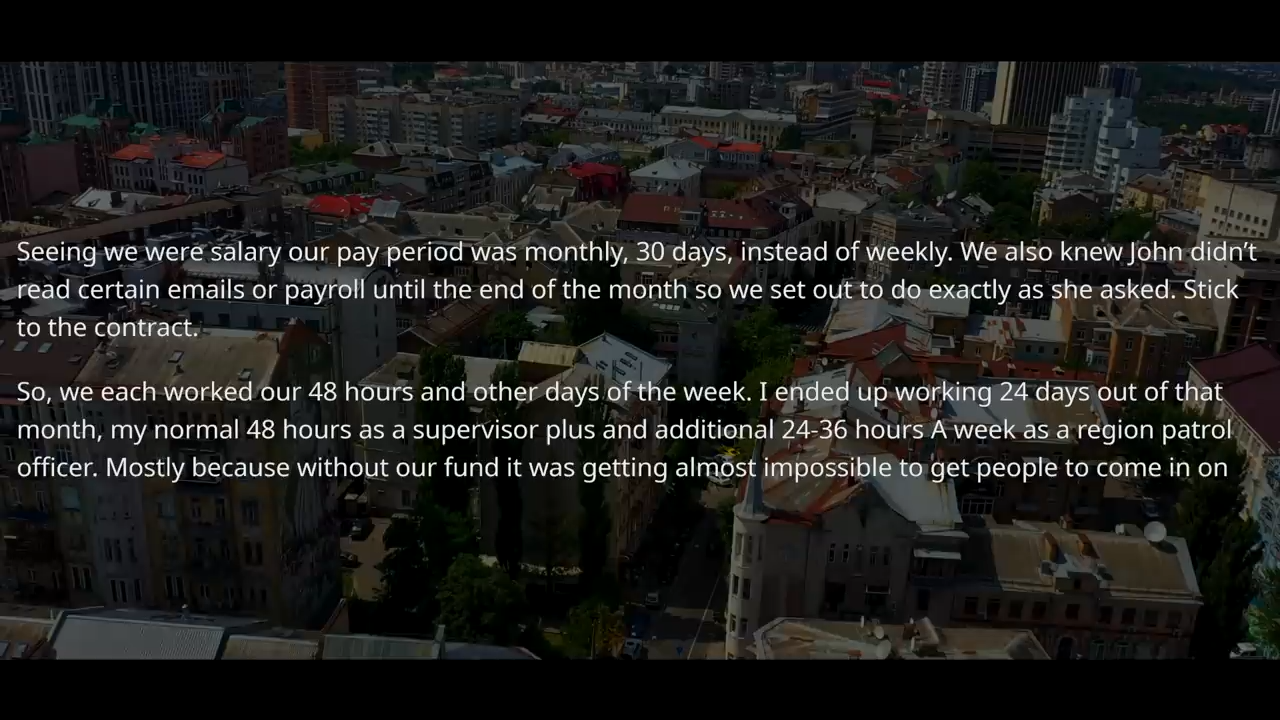 Seeing we were salary our pay period was monthly, 30 days, instead of weekly. We also knew John didn’t
read certain emails or payroll until the end of the month so we set out to do exactly as she asked. Stick
to the contract.
So, we each worked our 48 hours and other days of the week. I ended up working 24 days out of that
month, my normal 48 hours as a supervisor plus and additional 24-36 hours A week as a region patrol
officer. Mostly because without our fund it was getting almost impossible to get people to come in on